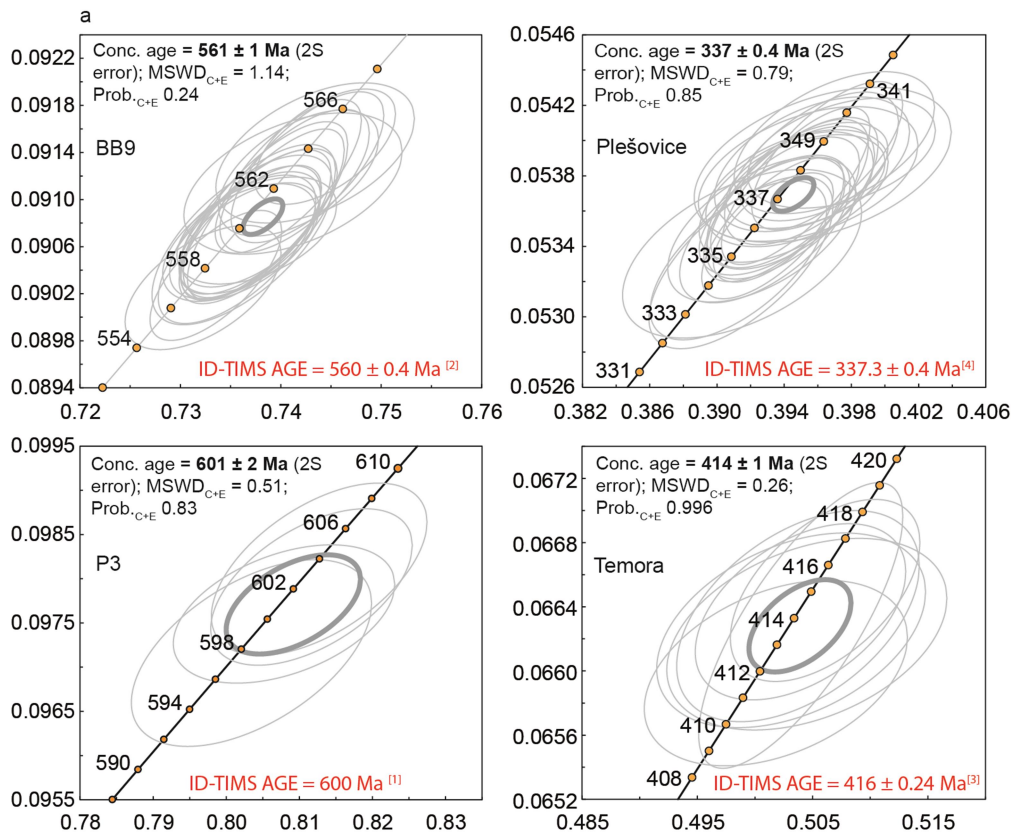 a
Conc. age = 561 ± 1 Ma (2S
error); MSWD C+E = 1.14;
Prob. C+E 0.24
BB9
0.0922
0.0918
0.0914
0.0910
0.0906
0.0902
0.0898
0.0894
566
562
558
554
ID-TIMS AGE = 560 ± 0.4 Ma [2]
0.72 0.73 0.74 0.75 0.76
Conc. age = 337 ± 0.4 Ma (2S
error); MSWD C+E = 0.79;
Prob. C+E 0.85
Plešovice
0.0546
0.0542
0.0538
0.0534
0.0530
0.0526
341
349
337
335
333
331
ID-TIMS AGE = 337.3 ± 0.4 Ma[4]
0.382 0.386 0.390 0.394 0.398 0.402 0.406
Conc. age = 601 ± 2 Ma (2S
error); MSWD C+E = 0.51;
Prob. C+E 0.83
P3
0.0995
0.0985
0.0975
0.0965
0.0955
610
606
602
598
594
590
ID-TIMS AGE = 600 Ma [1]
0.78 0.79 0.80 0.81 0.82 0.83
Conc. age = 414 ± 1 Ma (2S
error); MSWD C+E = 0.26;
Prob. C+E 0.996
Temora
0.0672
0.0668
0.0664
0.0660
0.0656
0.0652
420
418
416
414
412
410
408
ID-TIMS AGE = 416 ± 0.24 Ma[3]
0.485 0.495 0.505 0.515